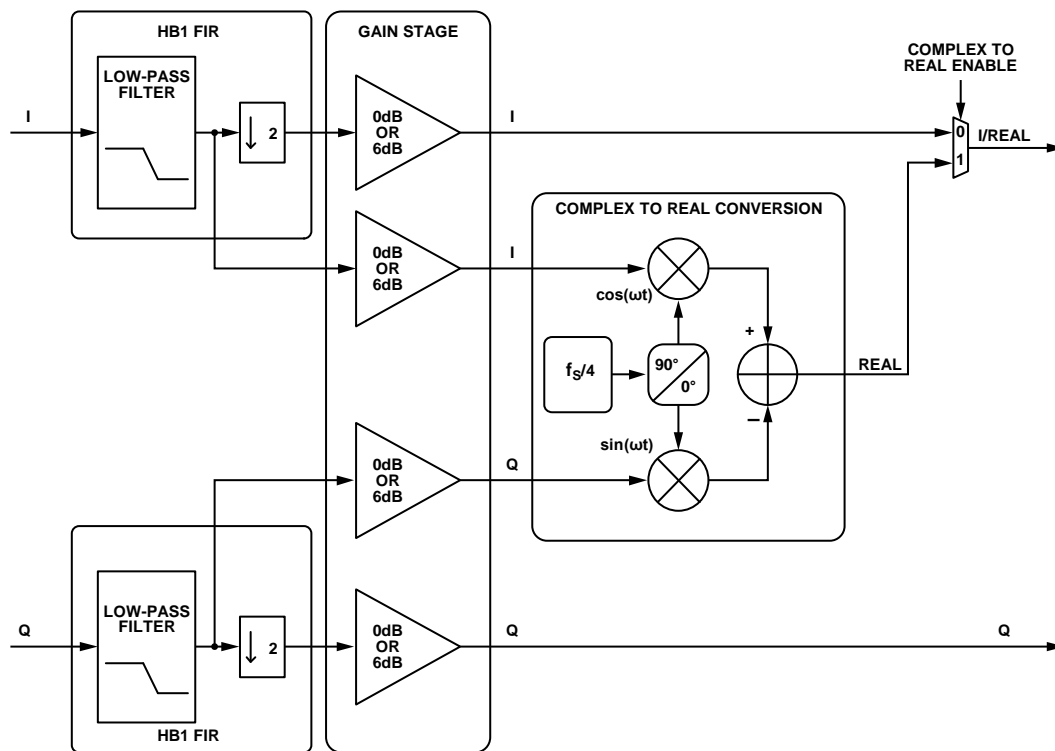 HB1 FIR
GAIN STAGE
LOW-PASS
FILTER
COMPLEX TO
REAL ENABLE
I
2
0dB
OR
6dB
I
0
1
I/REAL
COMPLEX TO REAL CONVERSION
0dB
OR
6dB
I
cos(ωt)
+
fS/4
90°
0°
REAL
–
sin(ωt)
0dB
OR
6dB
Q
LOW-PASS
FILTER
Q
2
0dB
OR
6dB
Q
Q
HB1 FIR